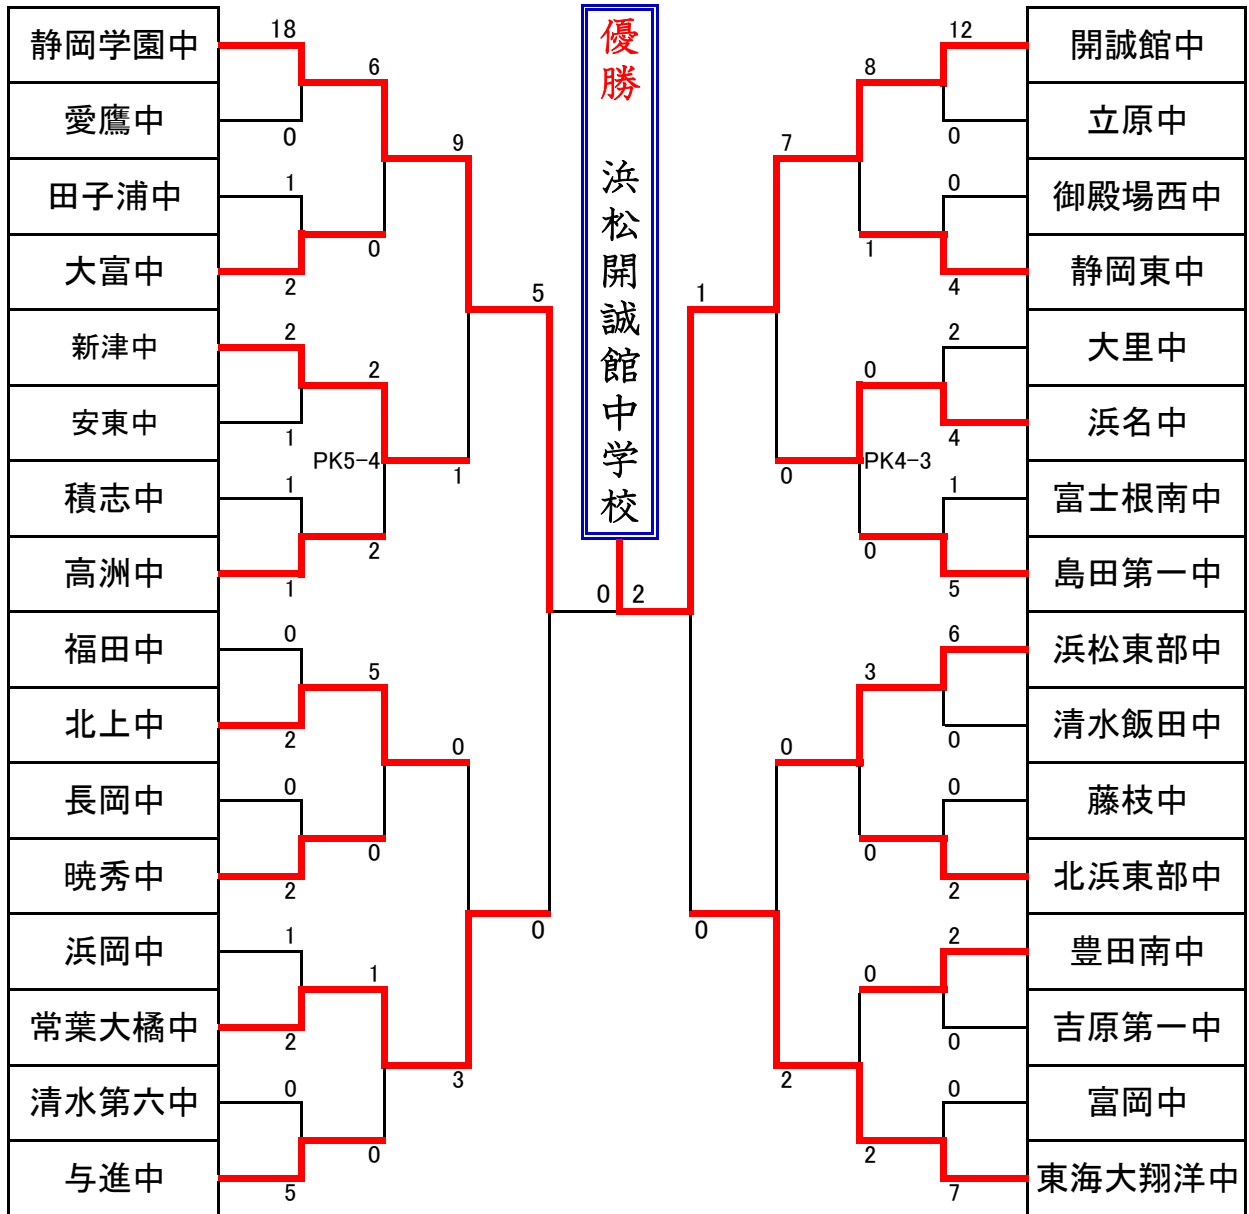 静岡学園中
愛鷹中
田子浦中
大富中
新津中
安東中
積志中
高洲中
福田中
北上中
長岡中
暁秀中
浜岡中
常葉大橘中
清水第六中
与進中
18
0
1
2
2
1
1
1
0
2
0
2
1
2
0
5
6
0
2
PK5-4
2
5
0
1
0
9
1
0
3
5
0
優勝 浜松開誠館中学校
0 2
1
0
7
0
0
2
8
1
0
PK4-3
0
3
0
0
2
12
0
0
4
2
4
1
5
6
0
0
2
2
0
0
7
開誠館中
立原中
御殿場西中
静岡東中
大里中
浜名中
富士根南中
島田第一中
浜松東部中
清水飯田中
藤枝中
北浜東部中
豊田南中
吉原第一中
富岡中
東海大翔洋中